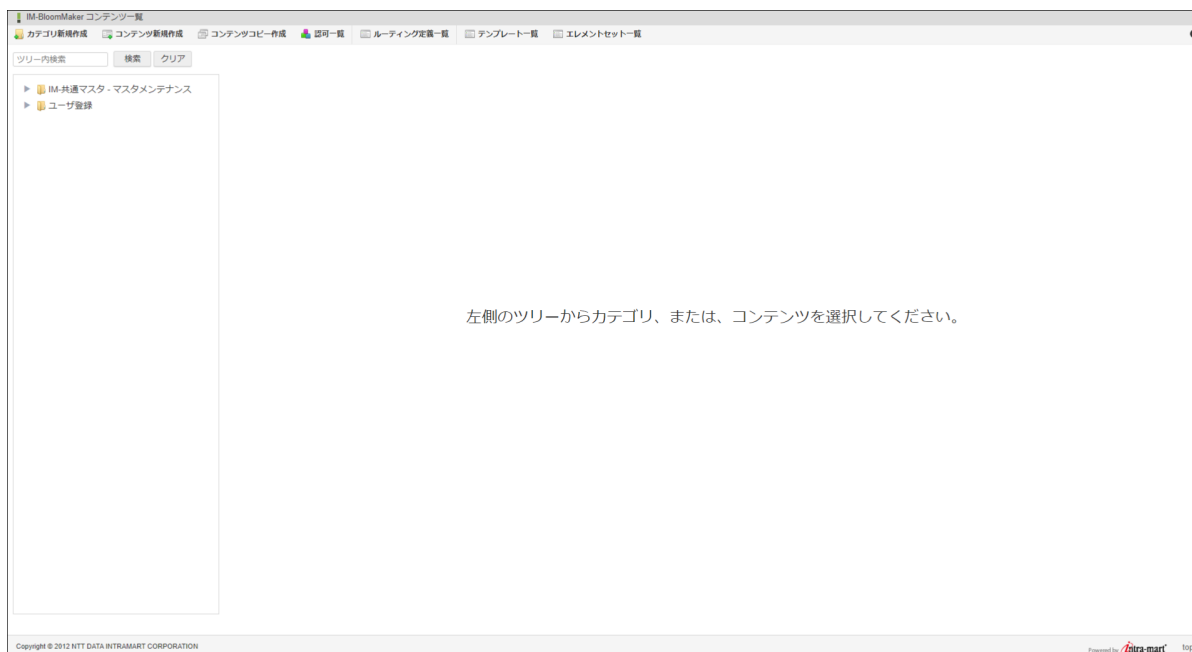 IM-BloomMaker コンテンツ一覧
カテゴリ新規作成 コンテンツ新規作成 コンテンツコピー作成 認可一覧 ルーティング定義一覧 テンプレート一覧 エレメントセット一覧
ツリー内検索 検索 クリア
IM-共通マスタ - マスタメンテナンス
ユーザ登録
左側のツリーからカテゴリ、または、コンテンツを選択してください。
Copyright © 2012 NTT DATA INTRAMART CORPORATION
Powered by intra-mart top